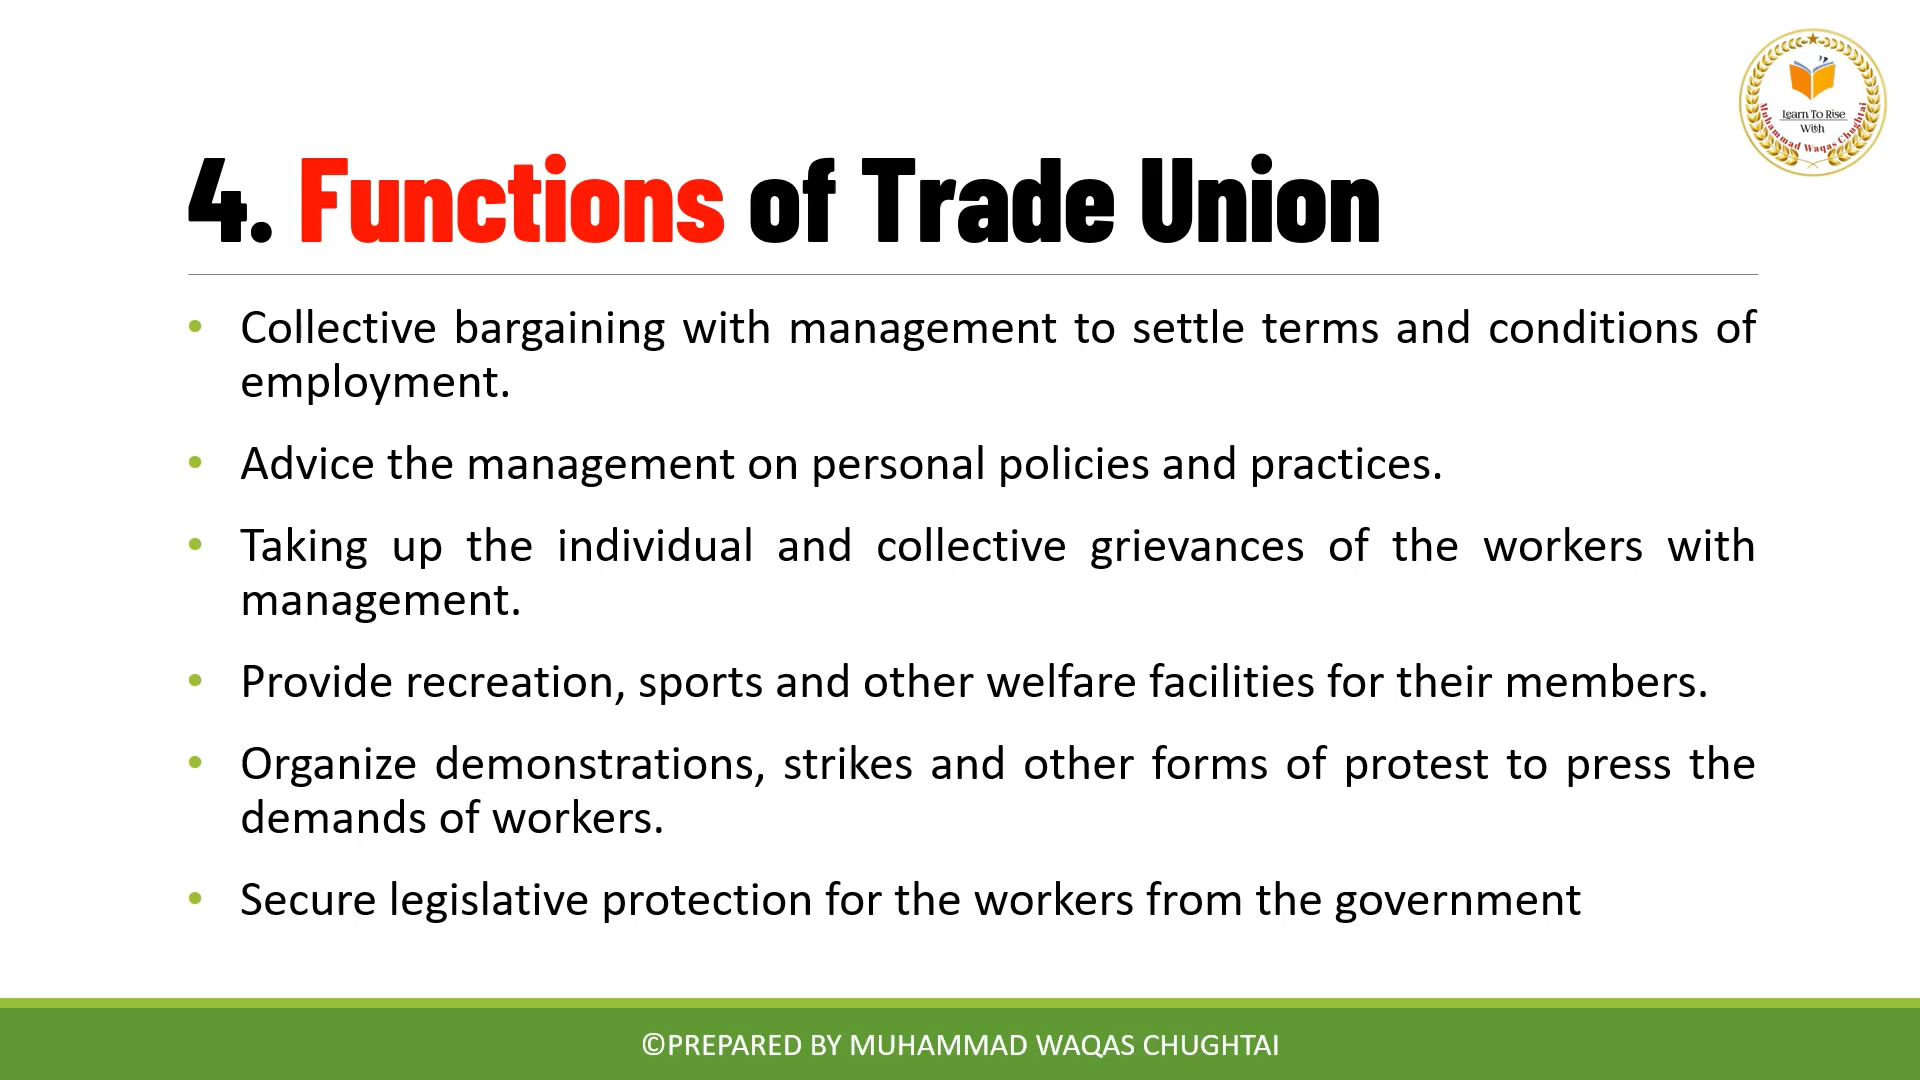 Learn To Rise
With
Muhammad Waqas Chughtai
4. Functions of Trade Union
• Collective bargaining with management to settle terms and conditions of
employment.
• Advice the management on personal policies and practices.
• Taking up the individual and collective grievances of the workers with
management.
• Provide recreation, sports and other welfare facilities for their members.
• Organize demonstrations, strikes and other forms of protest to press the
demands of workers.
• Secure legislative protection for the workers from the government
©PREPARED BY MUHAMMAD WAQAS CHUGHTAI